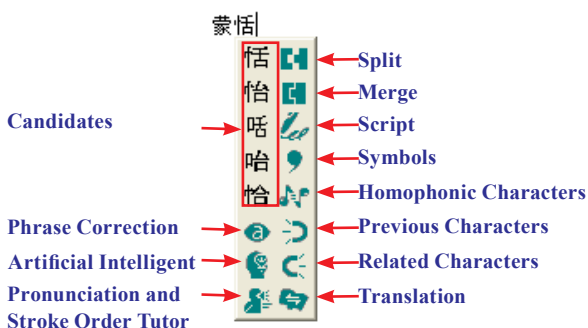 蒙恬
恬
Split
怡
Merge
Candidates
咶
Script
哈
Symbols
恰
Homophonic Characters
Phrase Correction
a
Previous Characters
Artificial Intelligent
Related Characters
Pronunciation and
Stroke Order Tutor
Translation